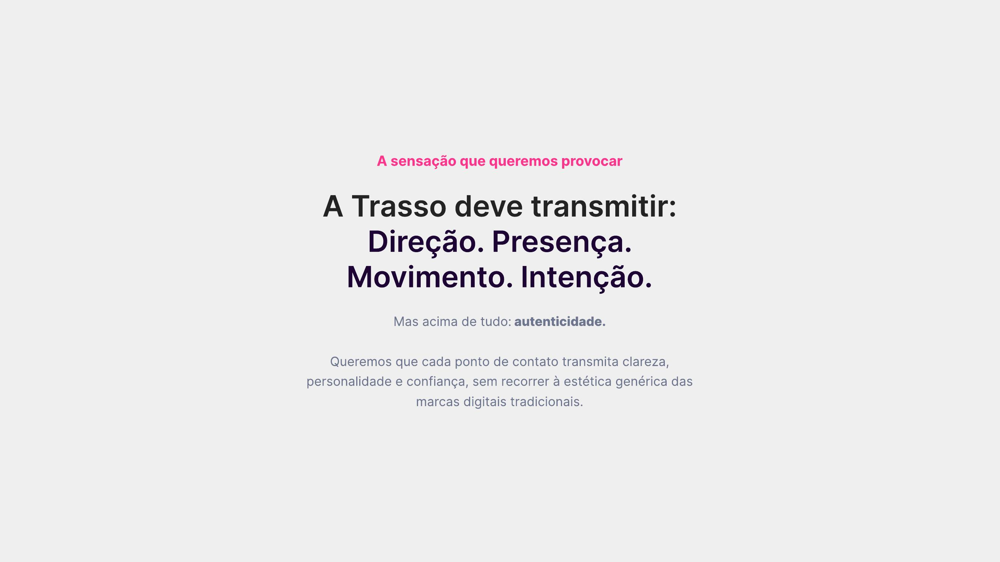 A sensação que queremos provocar
A Trasso deve transmitir:
Direção. Presença.
Movimento. Intenção.
Mas acima de tudo: autenticidade.
Queremos que cada ponto de contato transmita clareza,
personalidade e confiança, sem recorrer à estética genérica das
marcas digitais tradicionais.